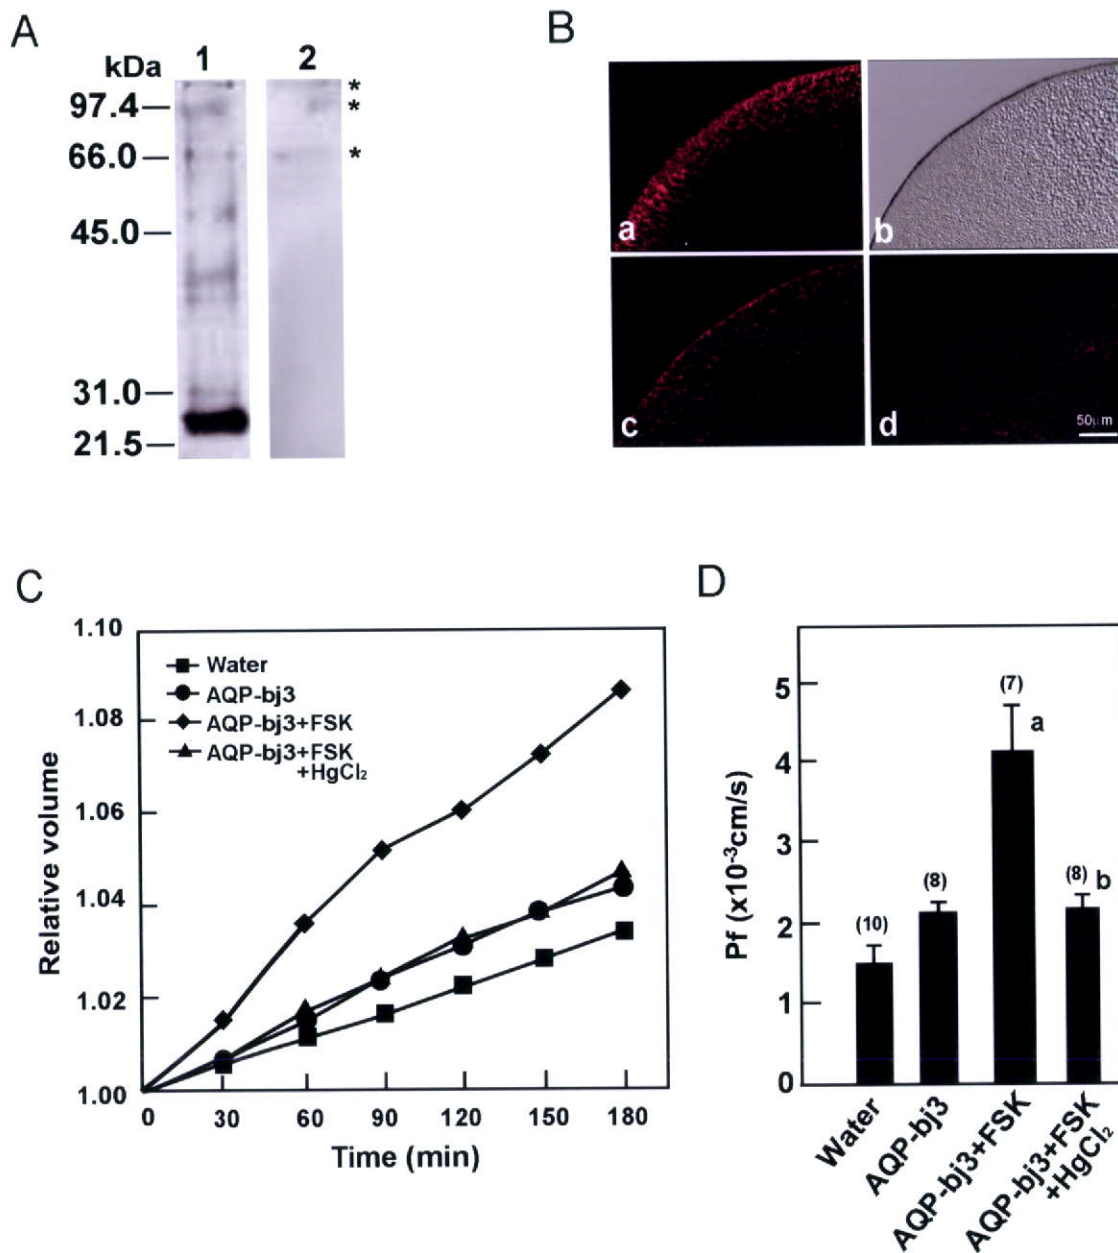 A
kDa 1 2
97.4
66.0
45.0
31.0
21.5
*
*
*
B
a
b
c
d
50μm
C
Relative volume
1.10
1.08
1.06
1.04
1.02
1.00
Water
AQP-bj3
AQP-bj3+FSK
AQP-bj3+FSK
+HgCl₂
0 30 60 90 120 150 180
Time (min)
D
Pf (x10⁻³cm/s)
5
4
3
2
1
0
(10)
(8)
(7)
a
(8) b
Water
AQP-bj3
AQP-bj3+FSK
AQP-bj3+FSK
+HgCl₂